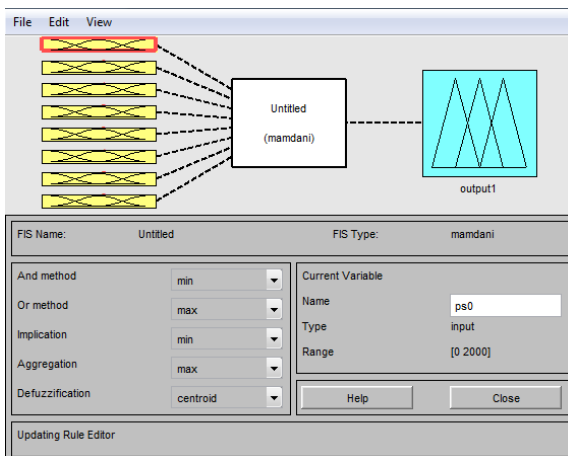 File Edit View
Untitled
(mamdani)
output1
FIS Name: Untitled FIS Type: mamdani
And method min
Or method max
Implication min
Aggregation max
Defuzzification centroid
Current Variable
Name ps0
Type input
Range [0 2000]
Help Close
Updating Rule Editor